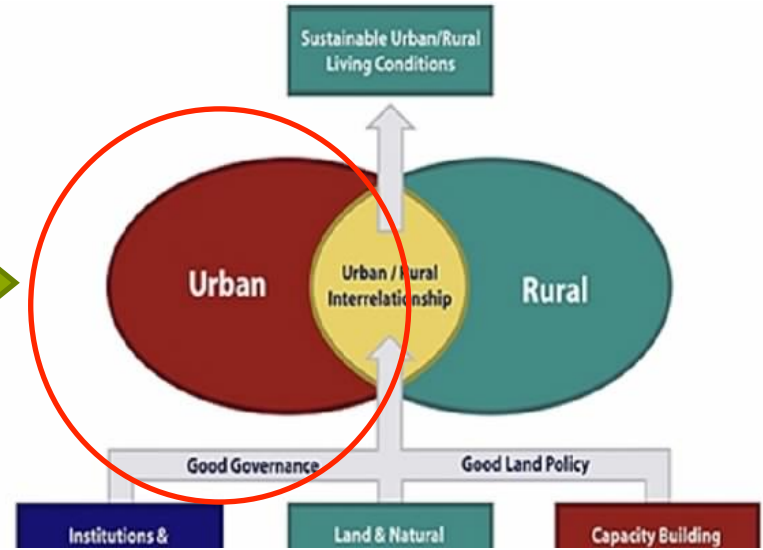 Sustainable Urban/Rural
Living Conditions
Urban
Urban / Rural
Interrelationship
Rural
Good Governance
Good Land Policy
Institutions &
Land & Natural
Capacity Building